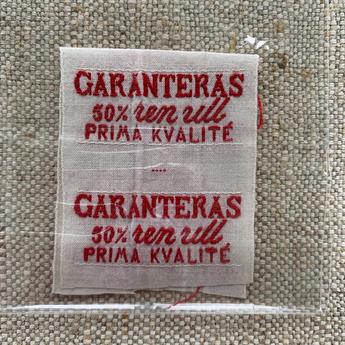 GARANTERAS
50% ren ull
PRIMA KVALITÉ
GARANTERAS
50% ren ull
PRIMA KVALITÉ